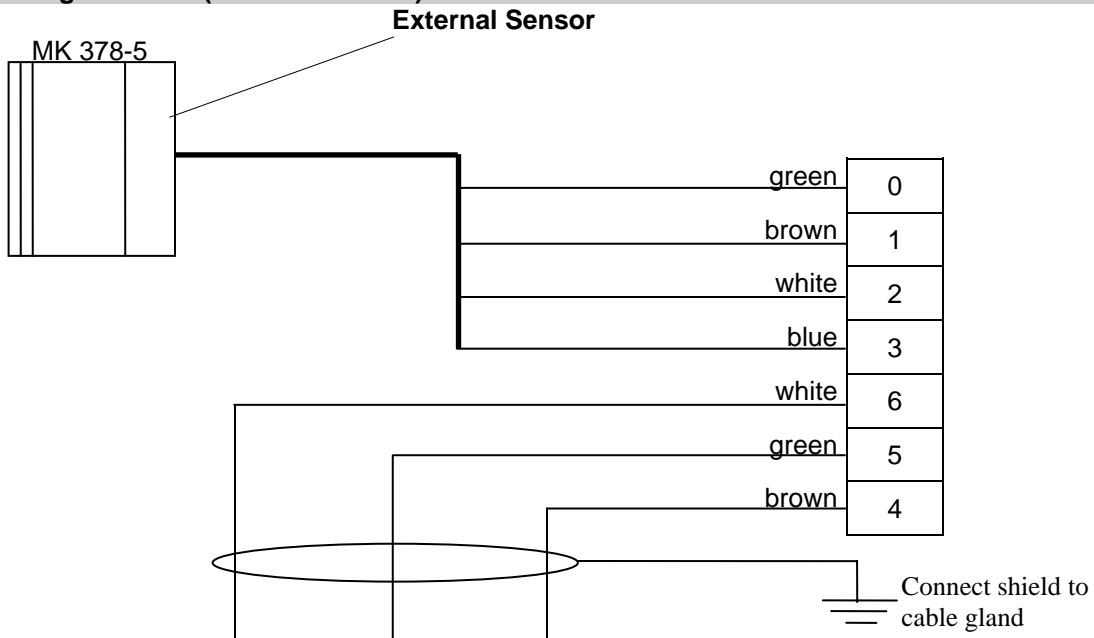 External Sensor
MK 378-5
green 0
brown 1
white 2
blue 3
white 6
green 5
brown 4
Connect shield to
cable gland